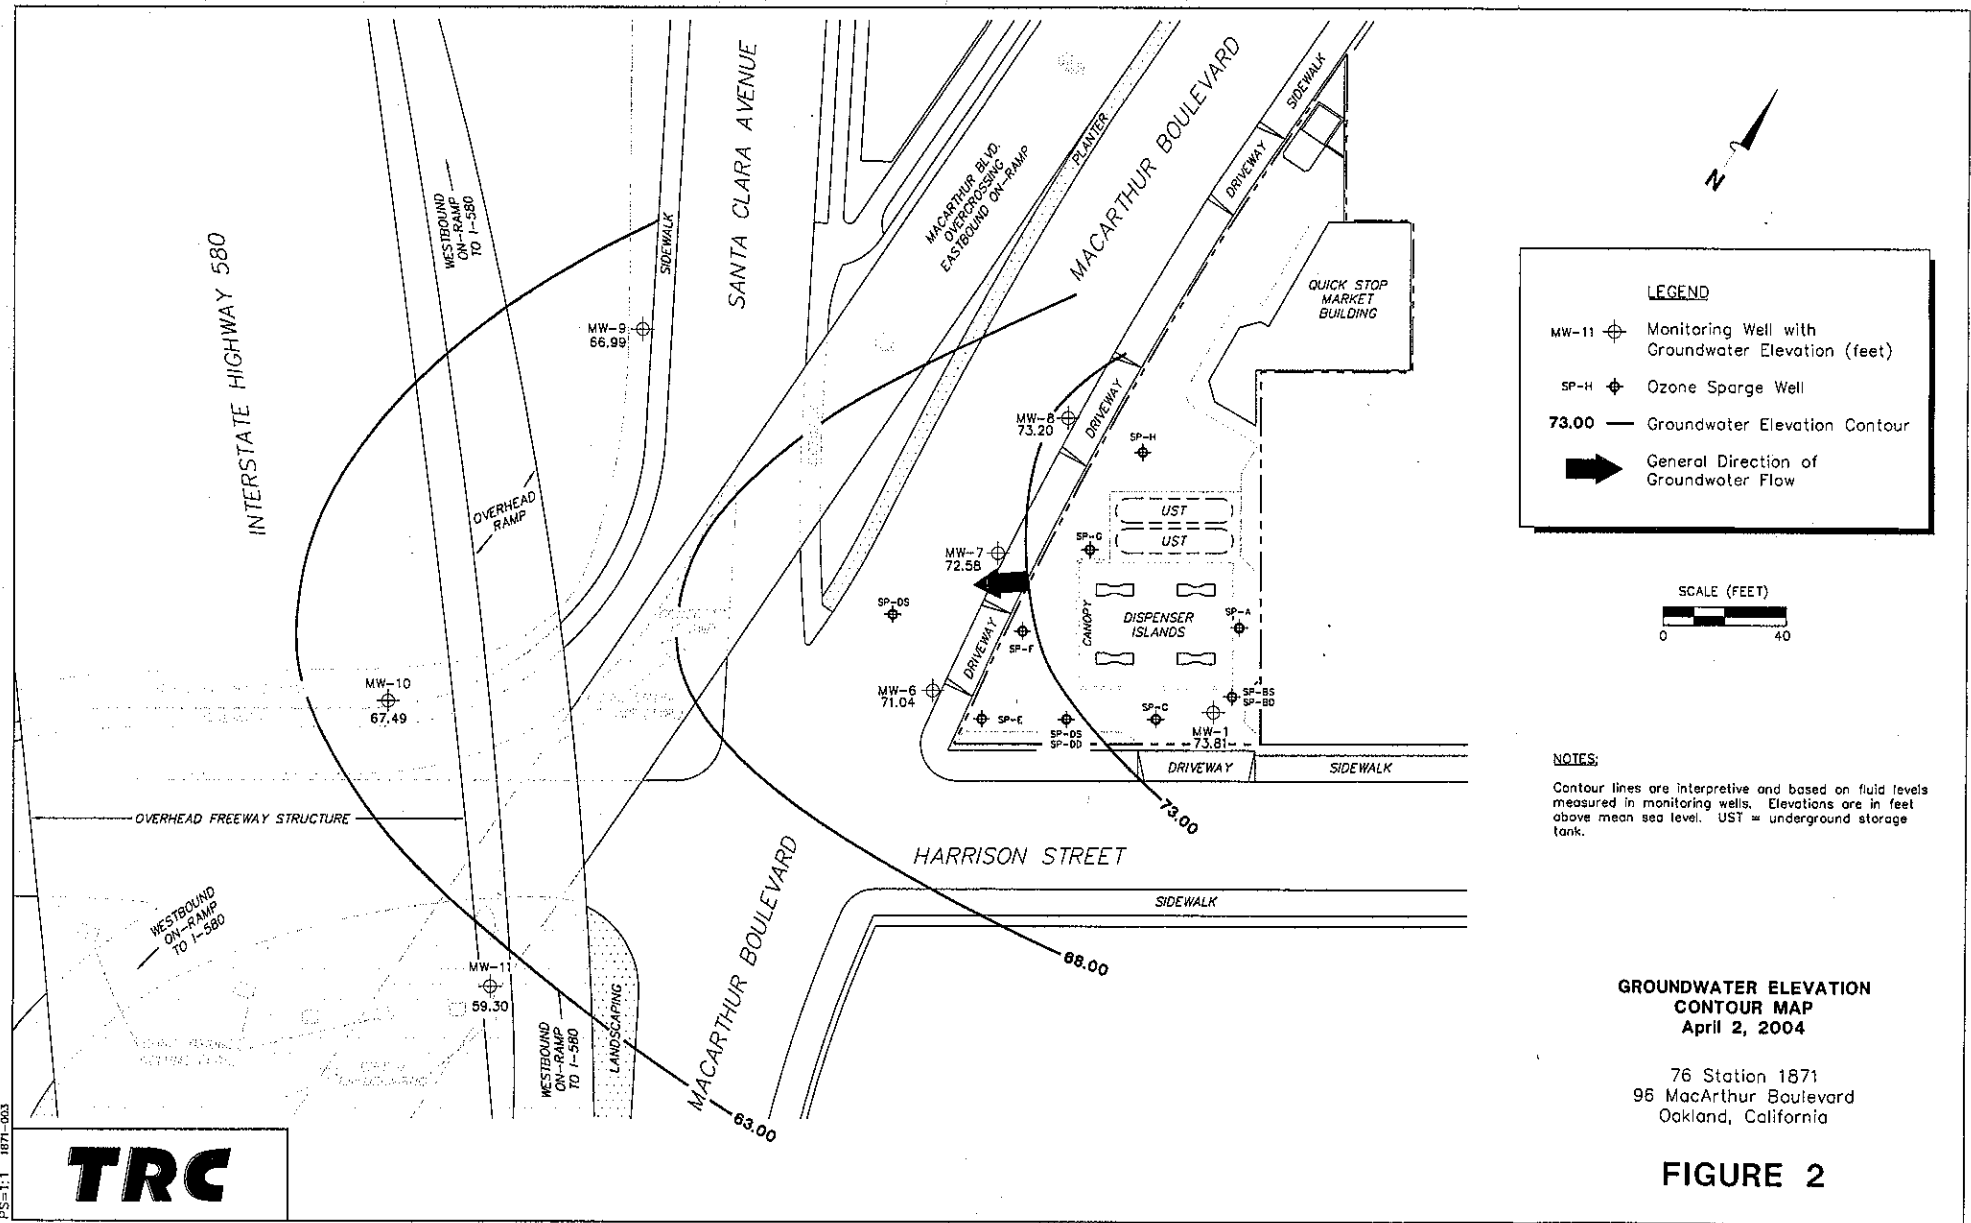 INTERSTATE HIGHWAY 580
WESTBOUND
ON-RAMP
TO I-580
SIDEWALK
SANTA CLARA AVENUE
MACARTHUR BLVD.
OVERCROSSING
EASTBOUND ON-RAMP
PLANTER
MACARTHUR BOULEVARD
SIDEWALK
DRIVEWAY
QUICK STOP
MARKET
BUILDING
MW-9
66.99
MW-8
73.20
DRIVEWAY
SP-H
OVERHEAD
RAMP
UST
UST
SP-G
MW-7
72.58
SP-DS
CANOPY
DISPENSER
ISLANDS
SP-A
SP-F
DRIVEWAY
MW-10
67.49
MW-6
71.04
SP-E
SP-DS
SP-DD
SP-C
SP-BS
SP-BD
MW-1
73.81
DRIVEWAY
SIDEWALK
73.00
OVERHEAD FREEWAY STRUCTURE
HARRISON STREET
SIDEWALK
68.00
WESTBOUND
ON-RAMP
TO I-580
MW-11
59.30
WESTBOUND
ON-RAMP
TO I-580
LANDSCAPING
MACARTHUR BOULEVARD
63.00
N
LEGEND
MW-11 Monitoring Well with
Groundwater Elevation (feet)
SP-H Ozone Sparge Well
73.00 Groundwater Elevation Contour
General Direction of
Groundwater Flow
SCALE (FEET)
0 40
NOTES:
Contour lines are interpretive and based on fluid levels
measured in monitoring wells. Elevations are in feet
above mean sea level. UST = underground storage
tank.
GROUNDWATER ELEVATION
CONTOUR MAP
April 2, 2004
76 Station 1871
96 MacArthur Boulevard
Oakland, California
FIGURE 2
TRC
PS=1:1 1871-003